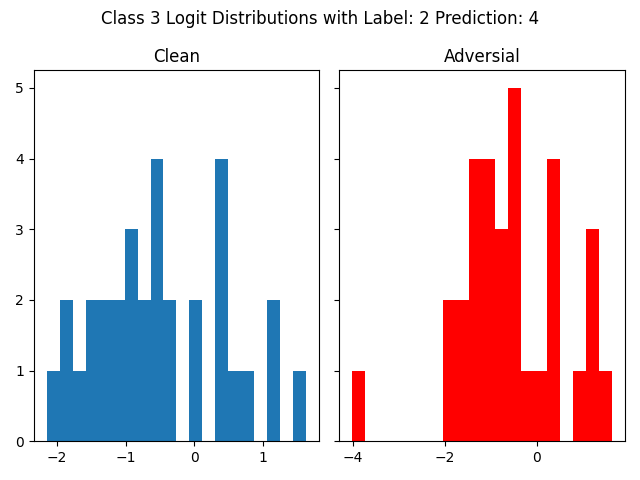 Class 3 Logit Distributions with Label: 2 Prediction: 4
Clean
Adversial
5
4
3
2
1
0
−2 −1 0 1
−4 −2 0